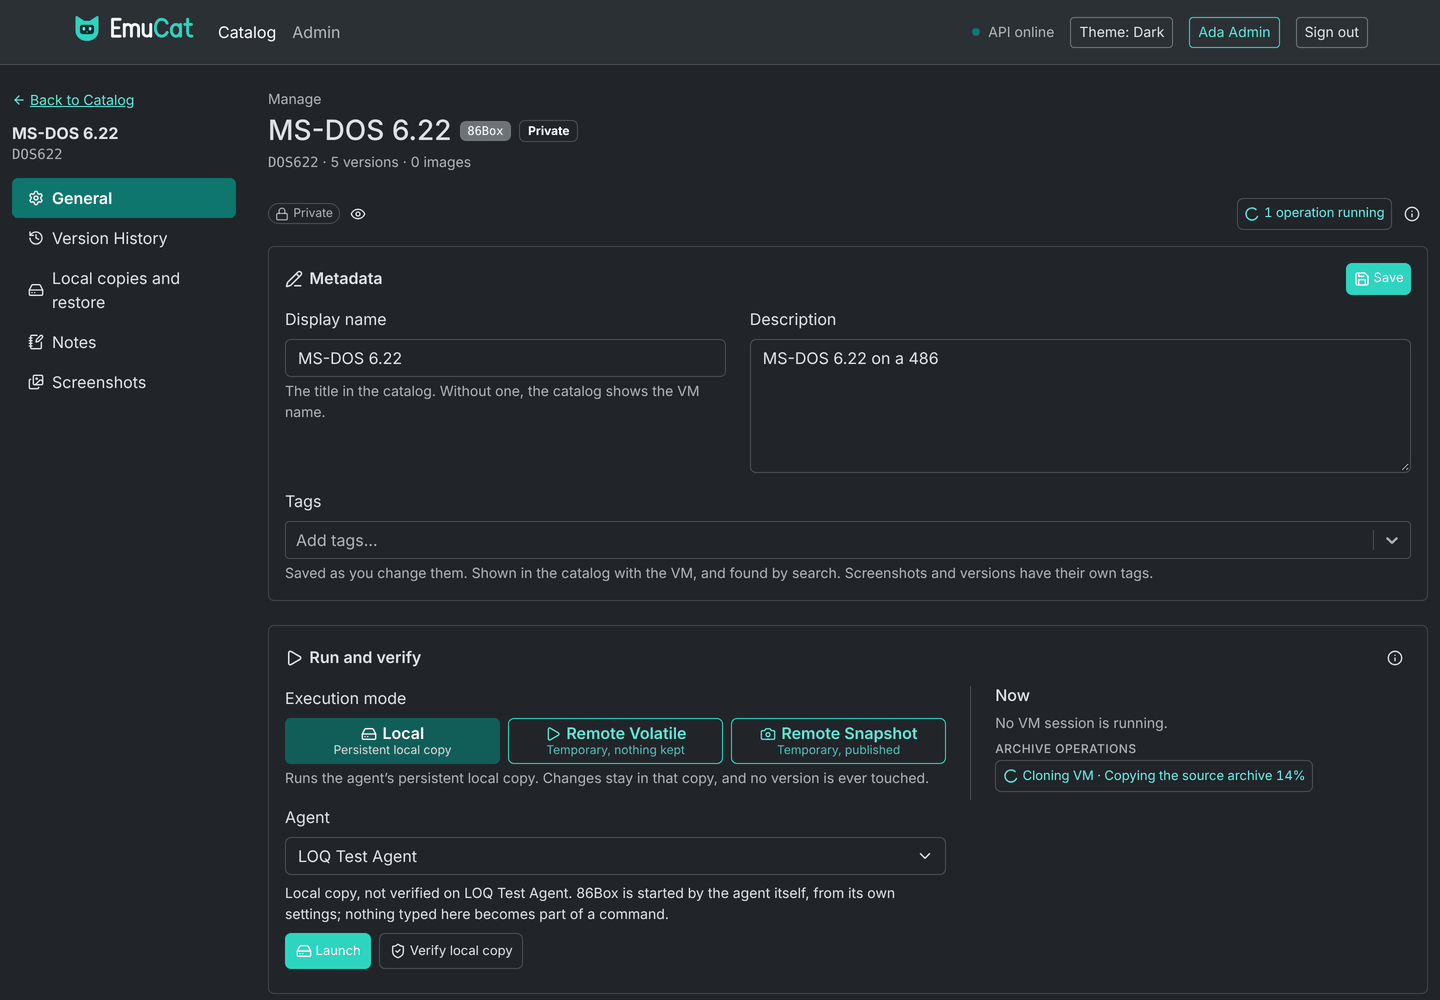 EmuCat
Catalog
Admin
API online
Theme: Dark
Ada Admin
Sign out
Back to Catalog
MS-DOS 6.22
DOS622
General
Version History
Local copies and
restore
Notes
Screenshots
Manage
MS-DOS 6.22 86Box Private
DOS622 · 5 versions · 0 images
Private
1 operation running
Metadata
Save
Display name
MS-DOS 6.22
The title in the catalog. Without one, the catalog shows the VM
name.
Description
MS-DOS 6.22 on a 486
Tags
Add tags...
Saved as you change them. Shown in the catalog with the VM, and found by search. Screenshots and versions have their own tags.
Run and verify
Execution mode
Local
Persistent local copy
Remote Volatile
Temporary, nothing kept
Remote Snapshot
Temporary, published
Runs the agent's persistent local copy. Changes stay in that copy, and no version is ever touched.
Agent
LOQ Test Agent
Local copy, not verified on LOQ Test Agent. 86Box is started by the agent itself, from its own
settings; nothing typed here becomes part of a command.
Launch
Verify local copy
Now
No VM session is running.
ARCHIVE OPERATIONS
Cloning VM · Copying the source archive 14%